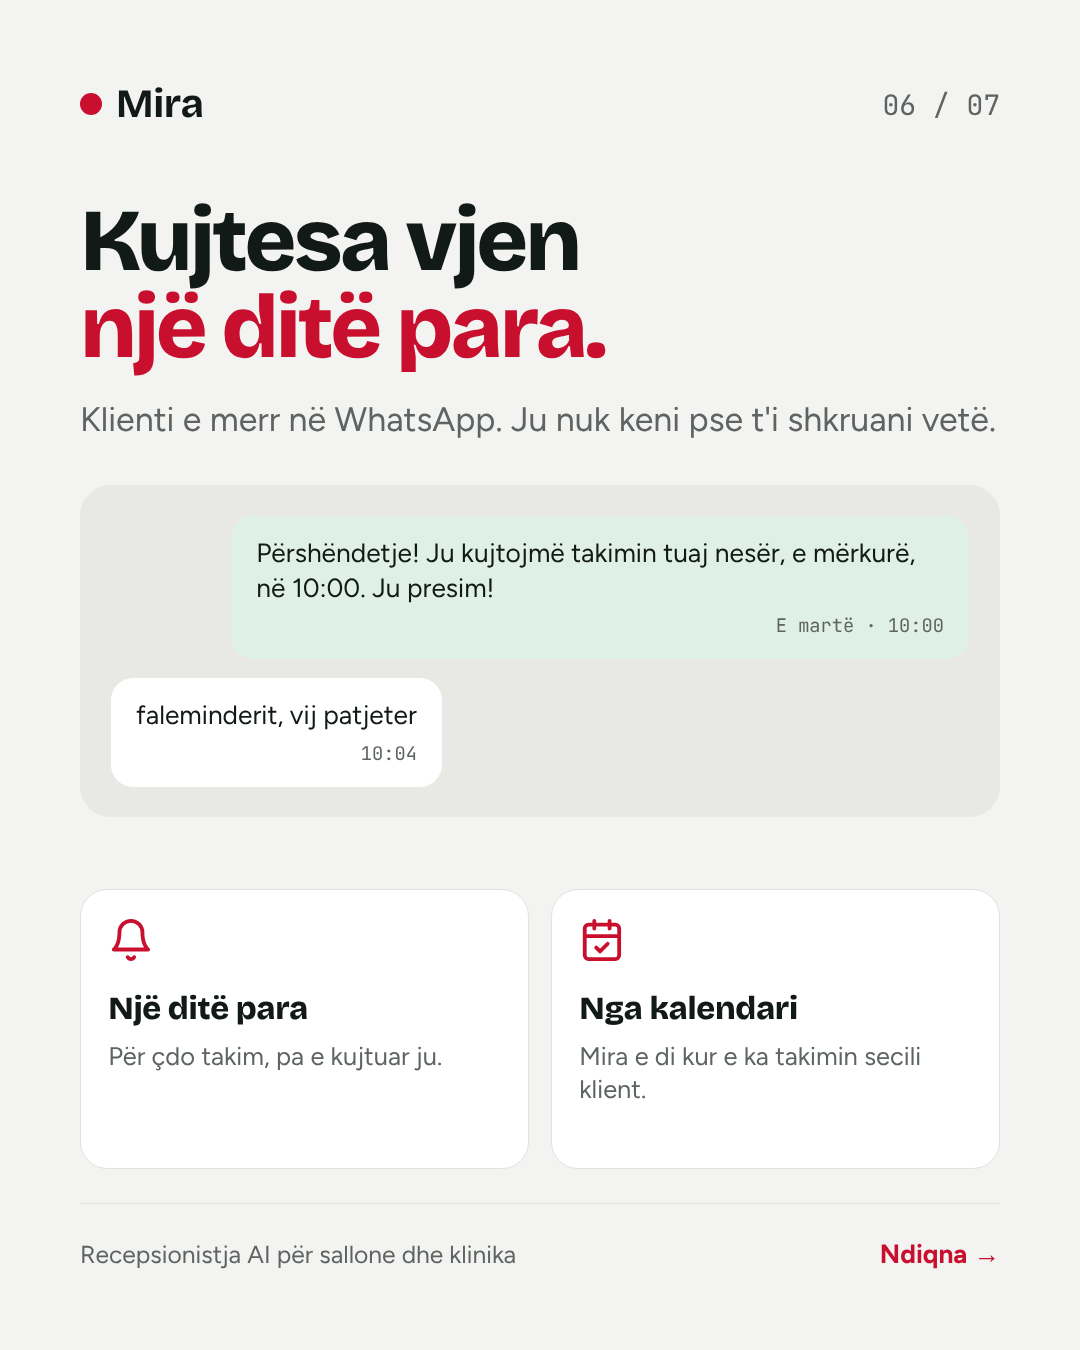 Mira
06 / 07
Kujtesa vjen
një ditë para.
Klienti e merr në WhatsApp. Ju nuk keni pse t'i shkruani vetë.
Përshëndetje! Ju kujtojmë takimin tuaj nesër, e mërkurë,
në 10:00. Ju presim!
E martë · 10:00
faleminderit, vij patjeter
10:04
Një ditë para
Për çdo takim, pa e kujtuar ju.
Nga kalendari
Mira e di kur e ka takimin secili
klient.
Recepsionistja AI për sallone dhe klinika
Ndiqna →